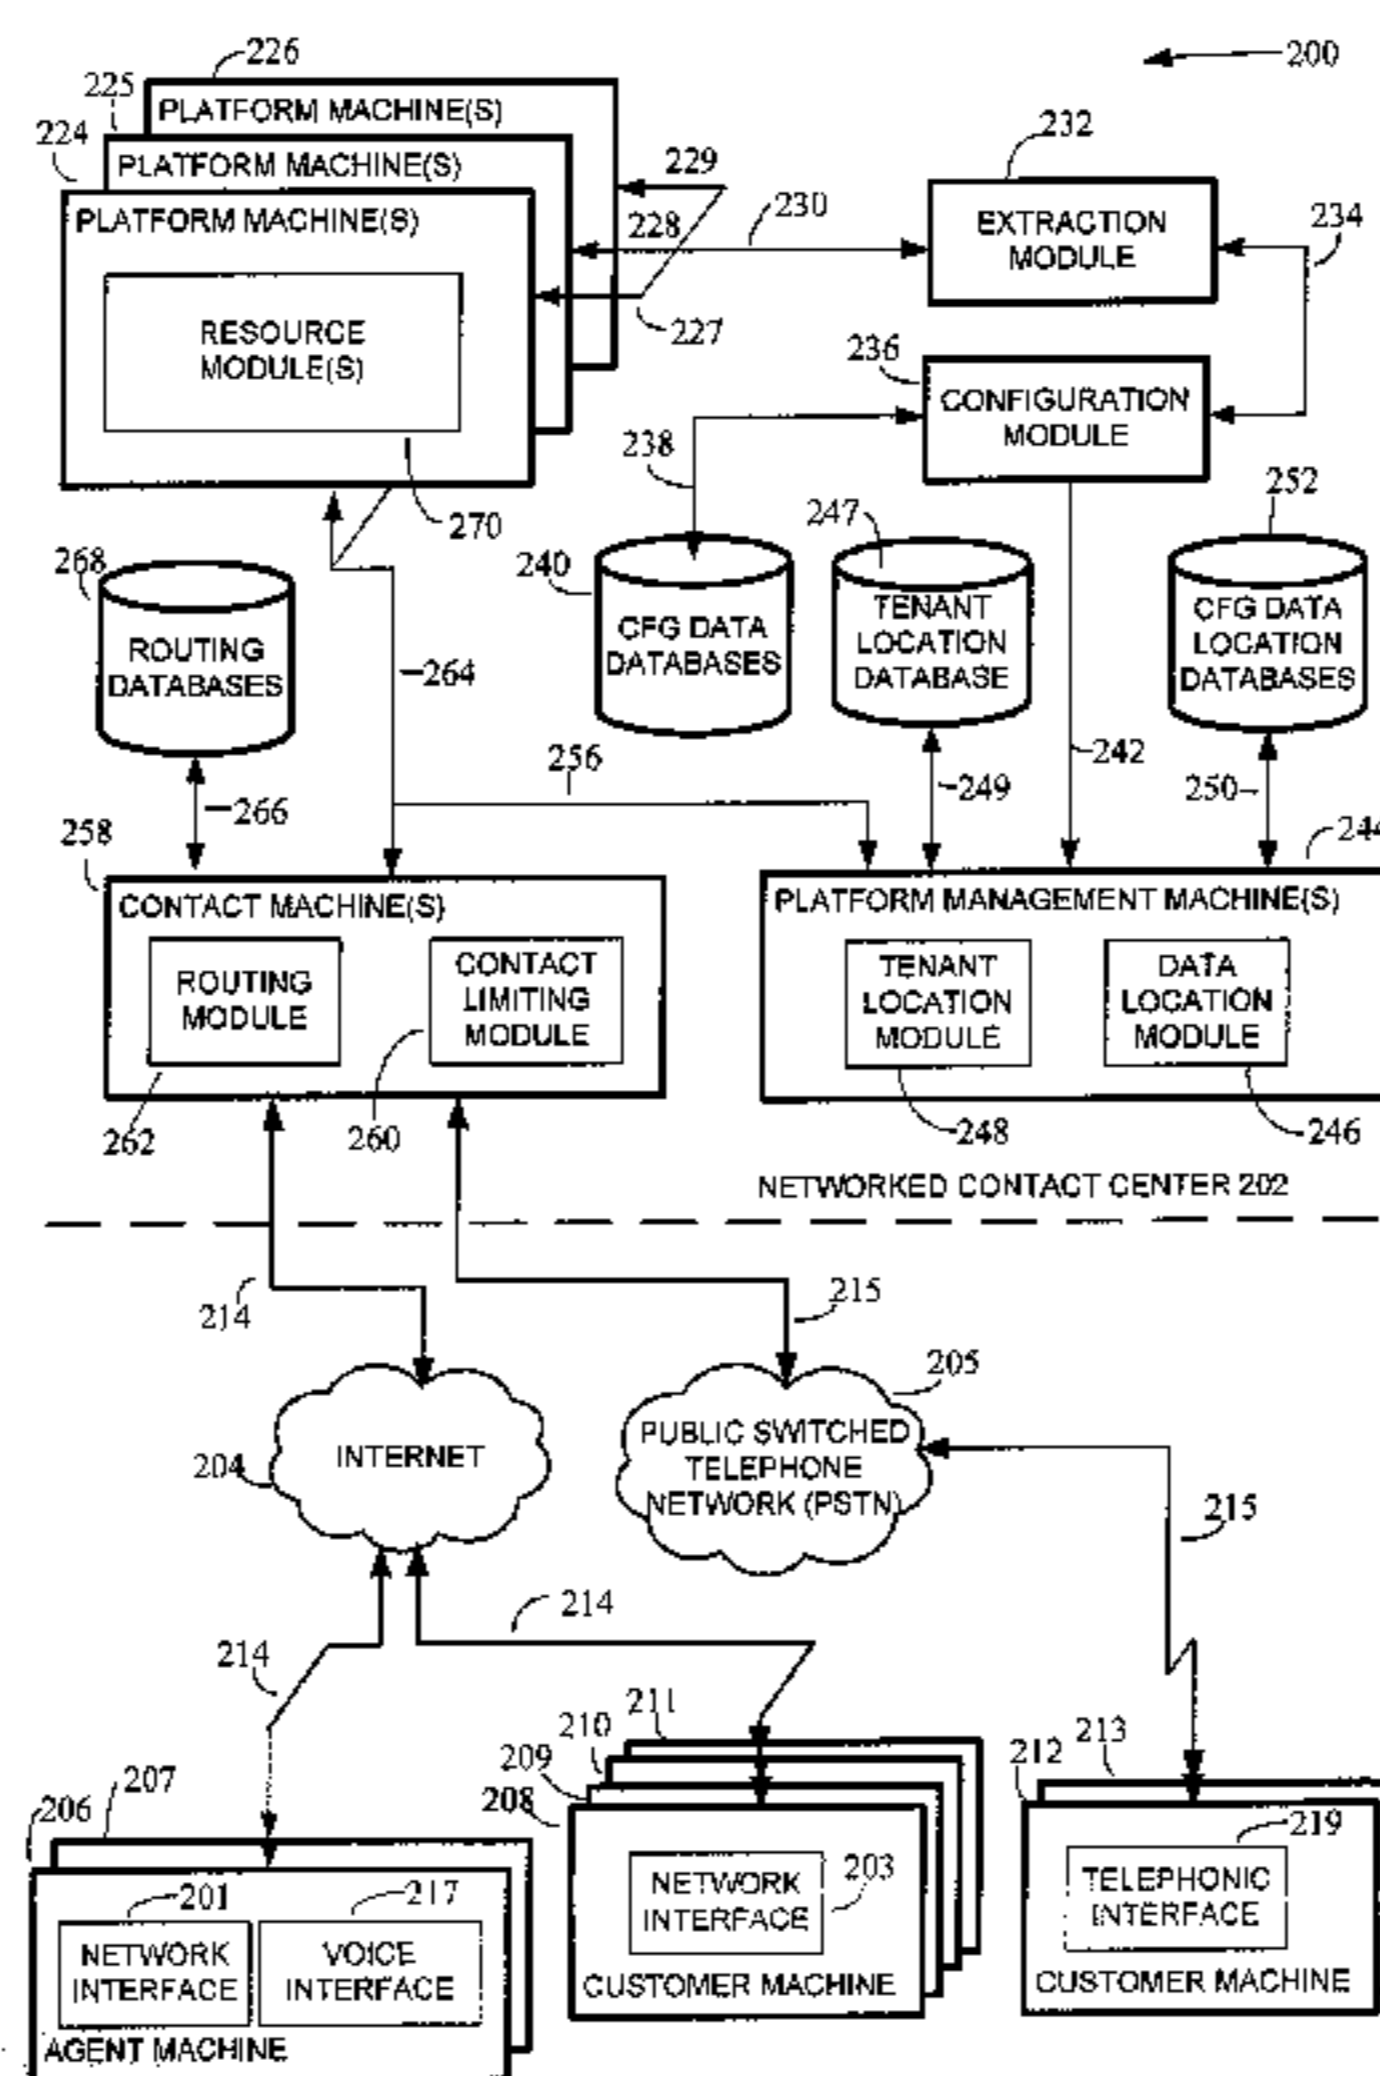 226
200
225
PLATFORM MACHINE(S)
224
PLATFORM MACHINE(S)
232
229
PLATFORM MACHINE(S)
228
230
EXTRACTION
MODULE
234
RESOURCE
MODULE(S)
227
236
CONFIGURATION
MODULE
238
252
270
247
268
240
ROUTING
DATABASES
CFG DATA
DATABASES
TENANT
LOCATION
DATABASE
CFG DATA
LOCATION
DATABASES
264
256
242
266
249
250
258
CONTACT MACHINE(S)
PLATFORM MANAGEMENT MACHINE(S)
ROUTING
MODULE
CONTACT
LIMITING
MODULE
TENANT
LOCATION
MODULE
DATA
LOCATION
MODULE
262
260
248
246
NETWORKED CONTACT CENTER 202
214
215
205
INTERNET
204
PUBLIC SWITCHED
TELEPHONE
NETWORK (PSTN)
215
214
214
211
210
213
209
212
207
208
206
219
201
217
203
NETWORK
INTERFACE
VOICE
INTERFACE
AGENT MACHINE
NETWORK
INTERFACE
CUSTOMER MACHINE
TELEPHONIC
INTERFACE
CUSTOMER MACHINE